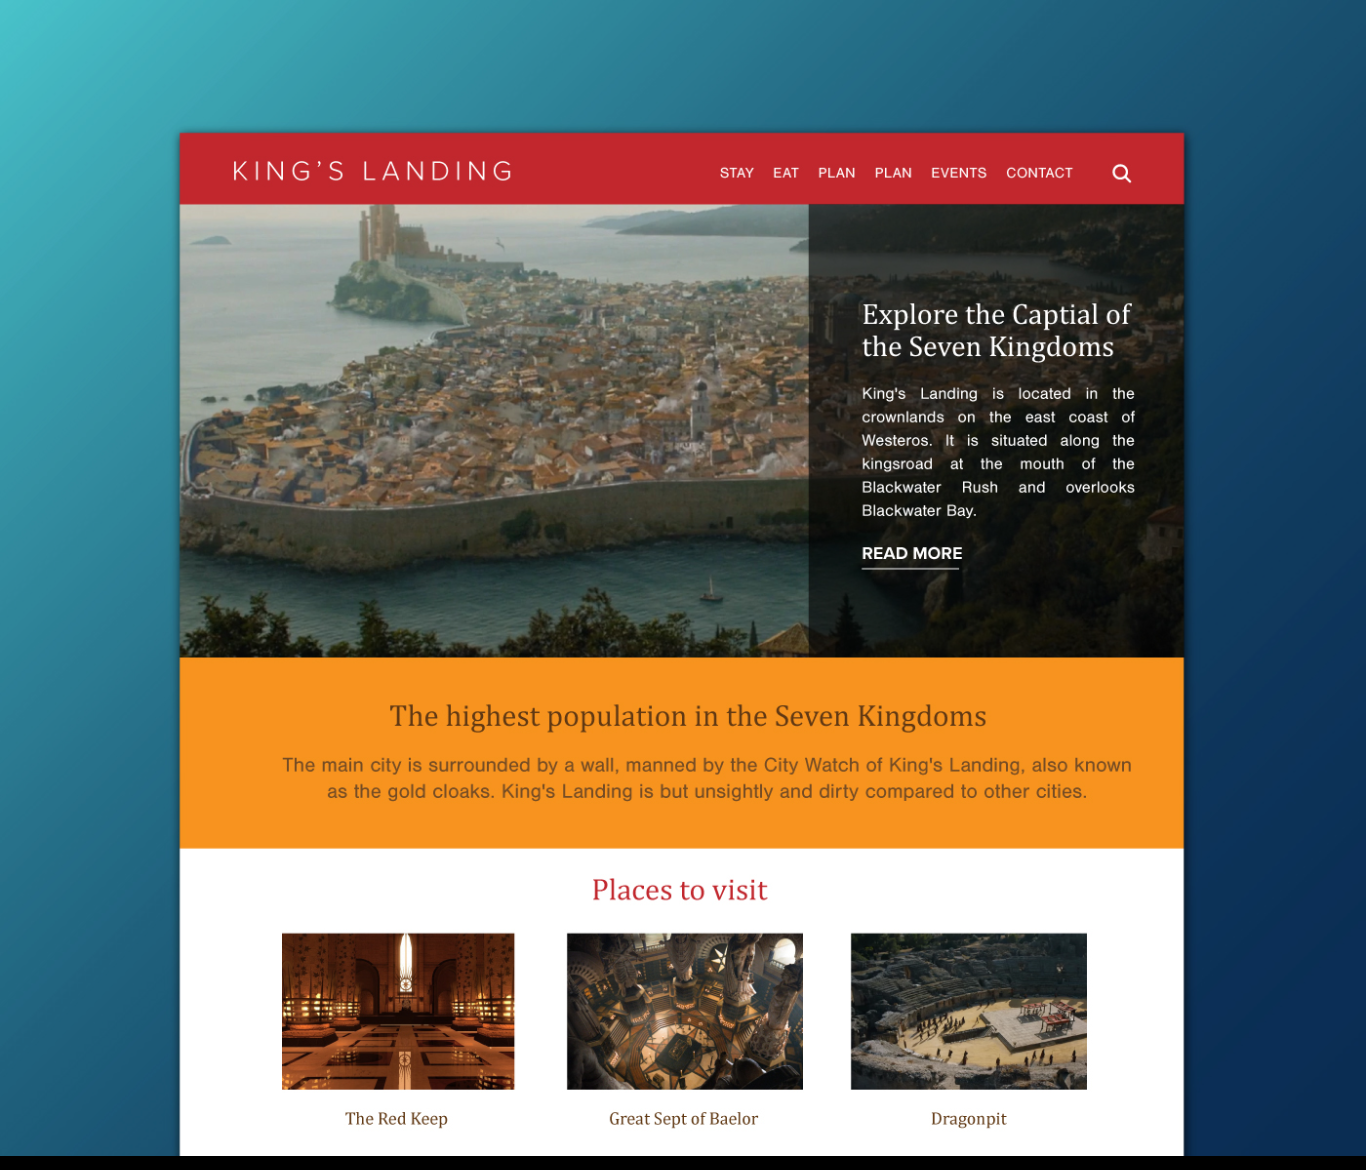 KING’S LANDING
STAY EAT PLAN PLAN EVENTS CONTACT
Explore the Captial of
the Seven Kingdoms
King's Landing is located in the
crownlands on the east coast of
Westeros. It is situated along the
kingsroad at the mouth of the
Blackwater Rush and overlooks
Blackwater Bay.
READ MORE
The highest population in the Seven Kingdoms
The main city is surrounded by a wall, manned by the City Watch of King's Landing, also known
as the gold cloaks. King's Landing is but unsightly and dirty compared to other cities.
Places to visit
The Red Keep
Great Sept of Baelor
Dragonpit